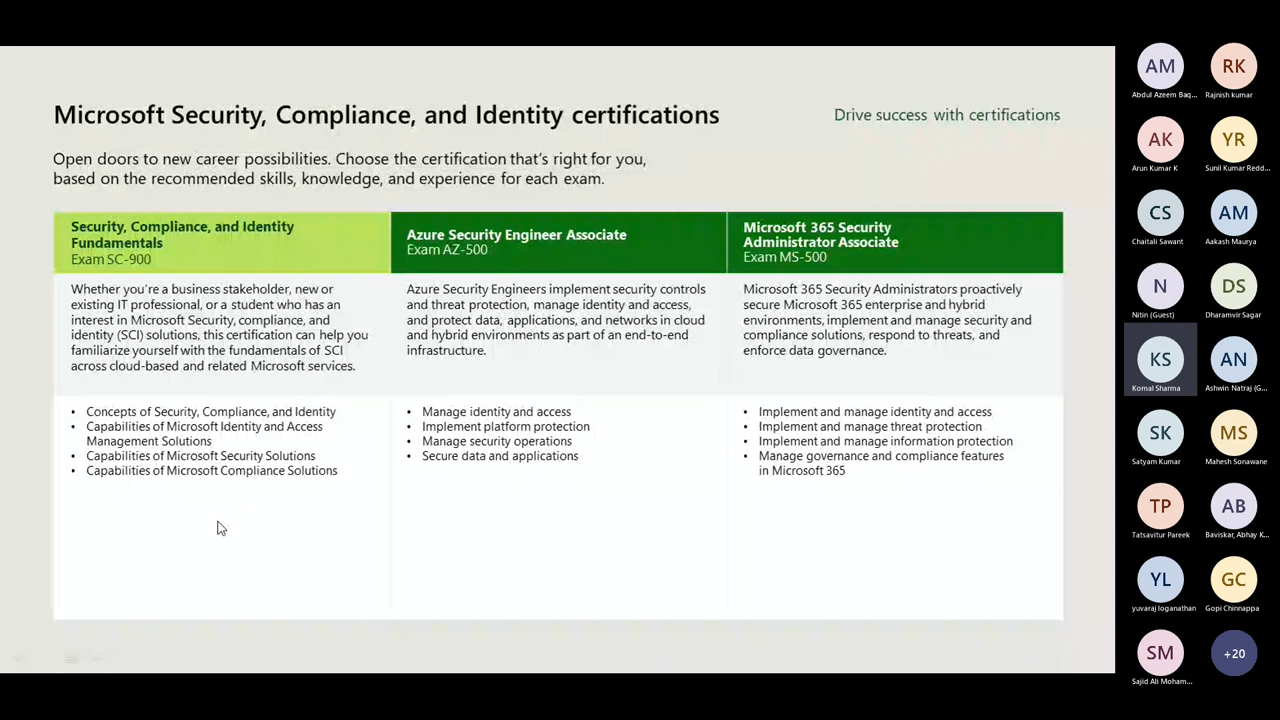 Microsoft Security, Compliance, and Identity certifications
Drive success with certifications
Open doors to new career possibilities. Choose the certification that's right for you,
based on the recommended skills, knowledge, and experience for each exam.
Security, Compliance, and Identity
Fundamentals
Exam SC-900
Whether you're a business stakeholder, new or
existing IT professional, or a student who has an
interest in Microsoft Security, compliance, and
identity (SCI) solutions, this certification can help you
familiarize yourself with the fundamentals of SCI
across cloud-based and related Microsoft services.
• Concepts of Security, Compliance, and Identity
• Capabilities of Microsoft Identity and Access
Management Solutions
• Capabilities of Microsoft Security Solutions
• Capabilities of Microsoft Compliance Solutions
Azure Security Engineer Associate
Exam AZ-500
Azure Security Engineers implement security controls
and threat protection, manage identity and access,
and protect data, applications, and networks in cloud
and hybrid environments as part of an end-to-end
infrastructure.
• Manage identity and access
• Implement platform protection
• Manage security operations
• Secure data and applications
Microsoft 365 Security
Administrator Associate
Exam MS-500
Microsoft 365 Security Administrators proactively
secure Microsoft 365 enterprise and hybrid
environments, implement and manage security and
compliance solutions, respond to threats, and
enforce data governance.
• Implement and manage identity and access
• Implement and manage threat protection
• Implement and manage information protection
• Manage governance and compliance features
in Microsoft 365
AM
Abdul Azeem Baq...
RK
Rajnish kumar
AK
Arun Kumar K
YR
Sunil Kumar Redd...
CS
Chaitali Sawant
AM
Aakash Maurya
N
Nitin (Guest)
DS
Dharamvir Sagar
KS
Komal Sharma
AN
Ashwin Natraj (G...
SK
Satyam Kumar
MS
Mahesh Sonawane
TP
Tatsavitur Pareek
AB
Baviskar, Abhay K...
YL
yuvaraj loganathan
GC
Gopi Chinnappa
SM
Sajid Ali Moham...
+20